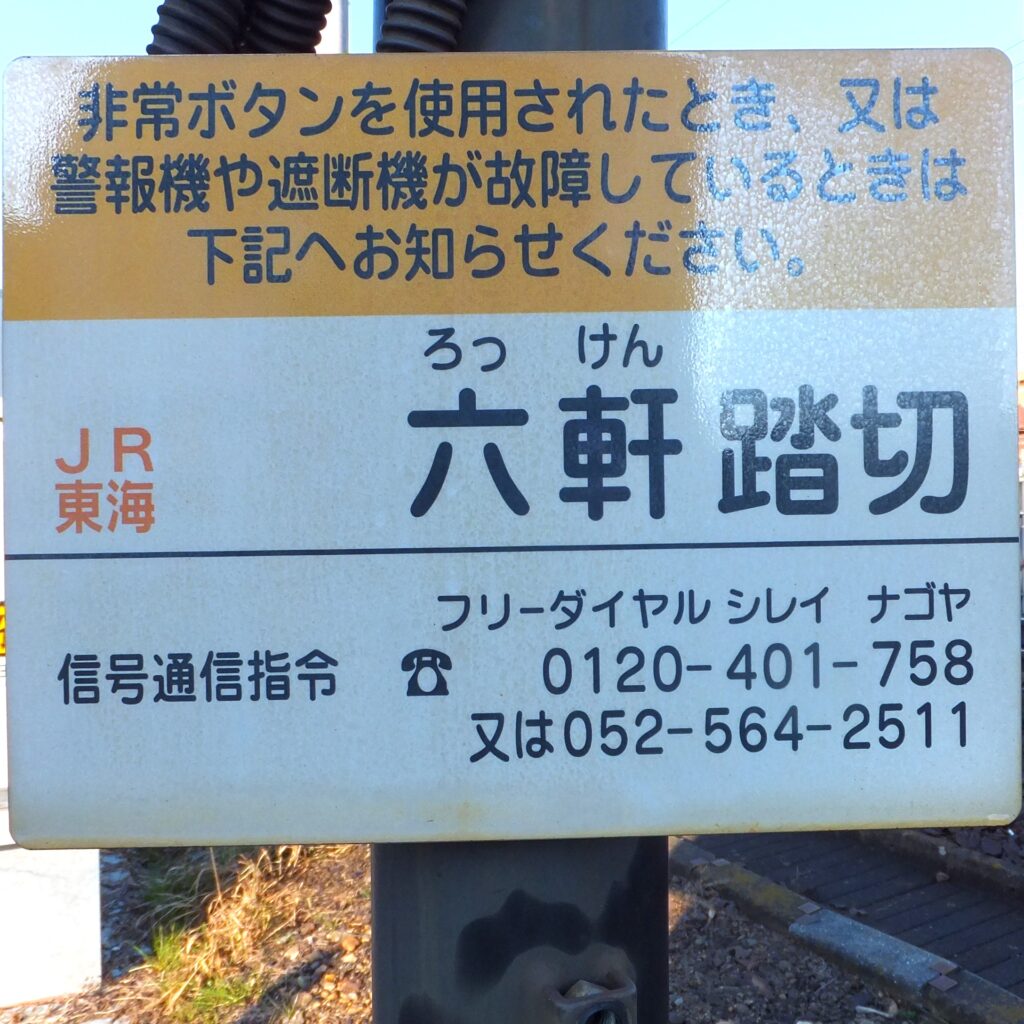 非常ボタンを使用されたとき、又は
警報機や遮断機が故障しているときは
下記へお知らせください。
ろっ けん
六軒踏切
JR
東海
フリーダイヤル シレイ ナゴヤ
信号通信指令 ☎ 0120-401-758
又は052-564-2511